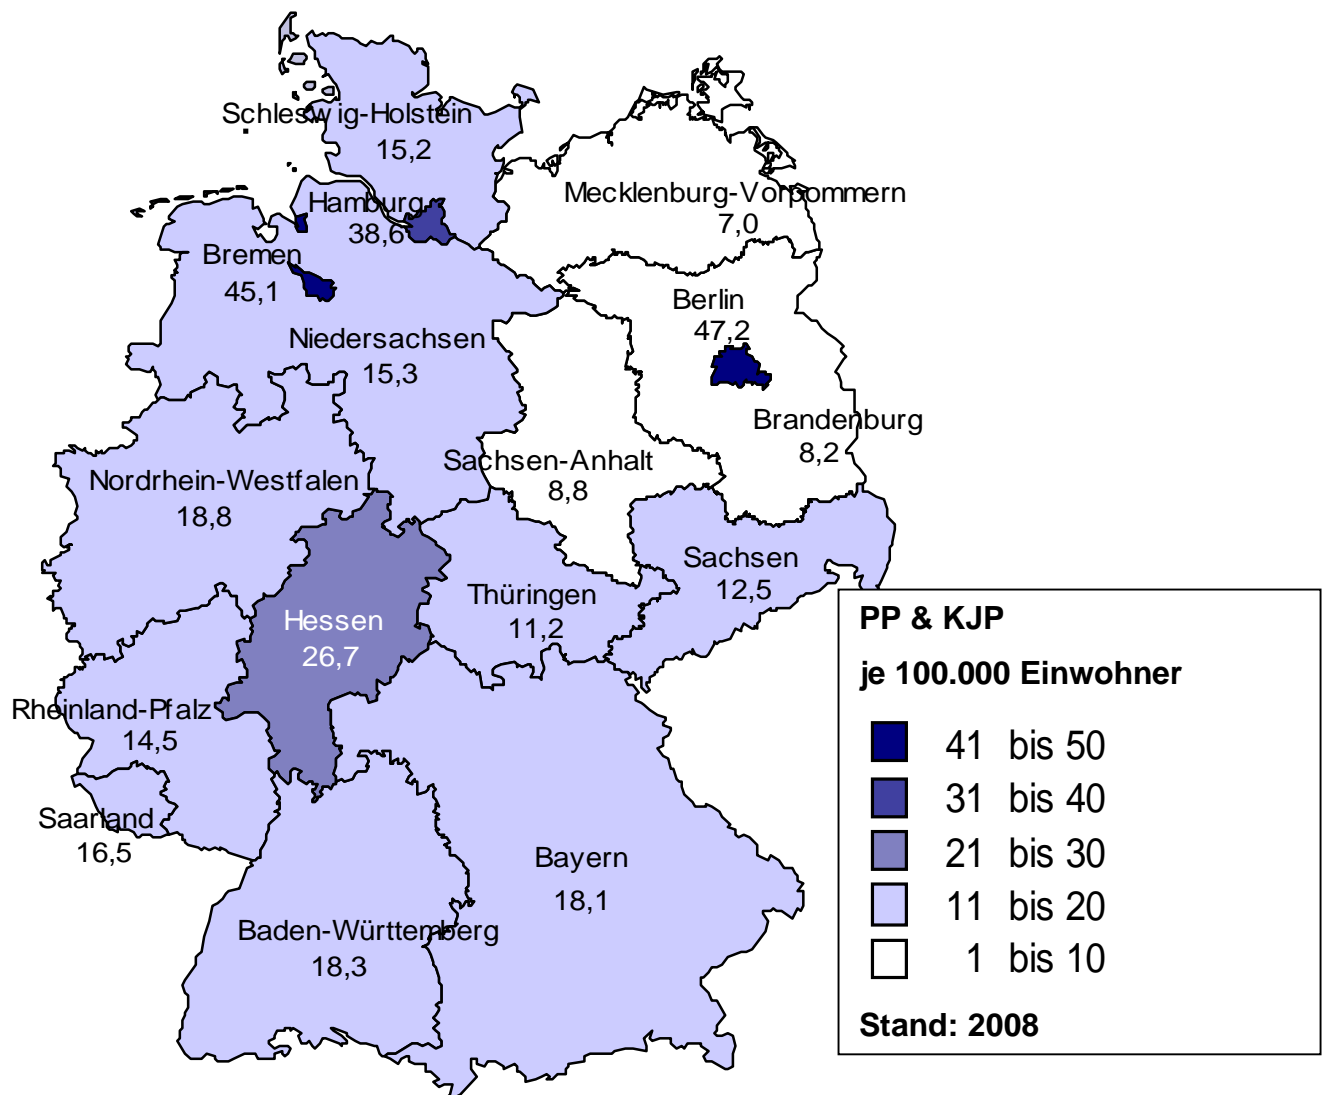 Schleswig-Holstein
15,2
Mecklenburg-Vorpommern
7,0
Hamburg
38,6
Bremen
45,1
Berlin
47,2
Niedersachsen
15,3
Brandenburg
8,2
Sachsen-Anhalt
8,8
Nordrhein-Westfalen
18,8
Sachsen
12,5
Thüringen
11,2
Hessen
26,7
Rheinland-Pfalz
14,5
Saarland
16,5
Bayern
18,1
Baden-Württemberg
18,3
PP & KJP
je 100.000 Einwohner
41 bis 50
31 bis 40
21 bis 30
11 bis 20
1 bis 10
Stand: 2008